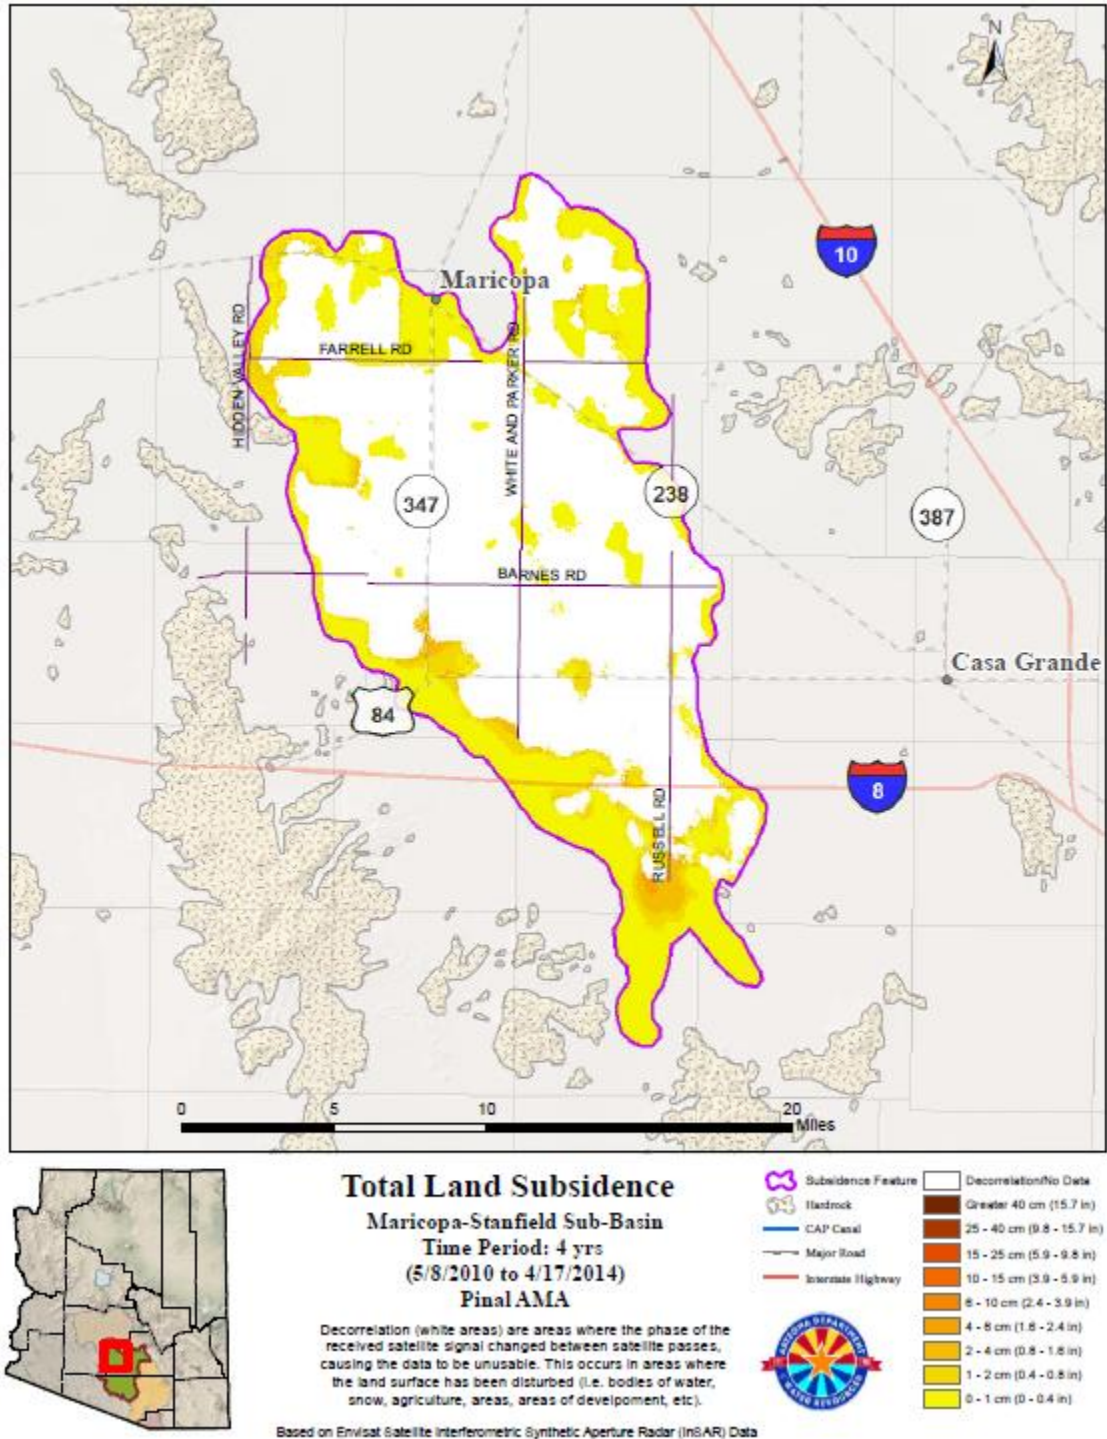 N
10
Maricopa
HIDDEN VALLEY RD
FARRELL RD
WHITE AND PARKER RD
347
238
387
BARNES RD
Casa Grande
84
8
RUSSELL RD
0 5 10 20
Miles
Total Land Subsidence
Maricopa-Stanfield Sub-Basin
Time Period: 4 yrs
(5/8/2010 to 4/17/2014)
Pinal AMA
Decorrelation (white areas) are areas where the phase of the
received satellite signal changed between satellite passes,
causing the data to be unusable. This occurs in areas where
the land surface has been disturbed (i.e. bodies of water,
snow, agriculture, areas, areas of development, etc).
Based on Envisat Satellite Interferometric Synthetic Aperture Radar (InSAR) Data
Subsidence Feature
Hardrock
CAP Canal
Major Road
Interstate Highway
ARIZONA DEPARTMENT
WATER RESOURCES
Decorrelation/No Data
Greater 40 cm (15.7 in)
25 - 40 cm (9.8 - 15.7 in)
15 - 25 cm (5.9 - 9.8 in)
10 - 15 cm (3.9 - 5.9 in)
6 - 10 cm (2.4 - 3.9 in)
4 - 6 cm (1.6 - 2.4 in)
2 - 4 cm (0.8 - 1.6 in)
1 - 2 cm (0.4 - 0.8 in)
0 - 1 cm (0 - 0.4 in)